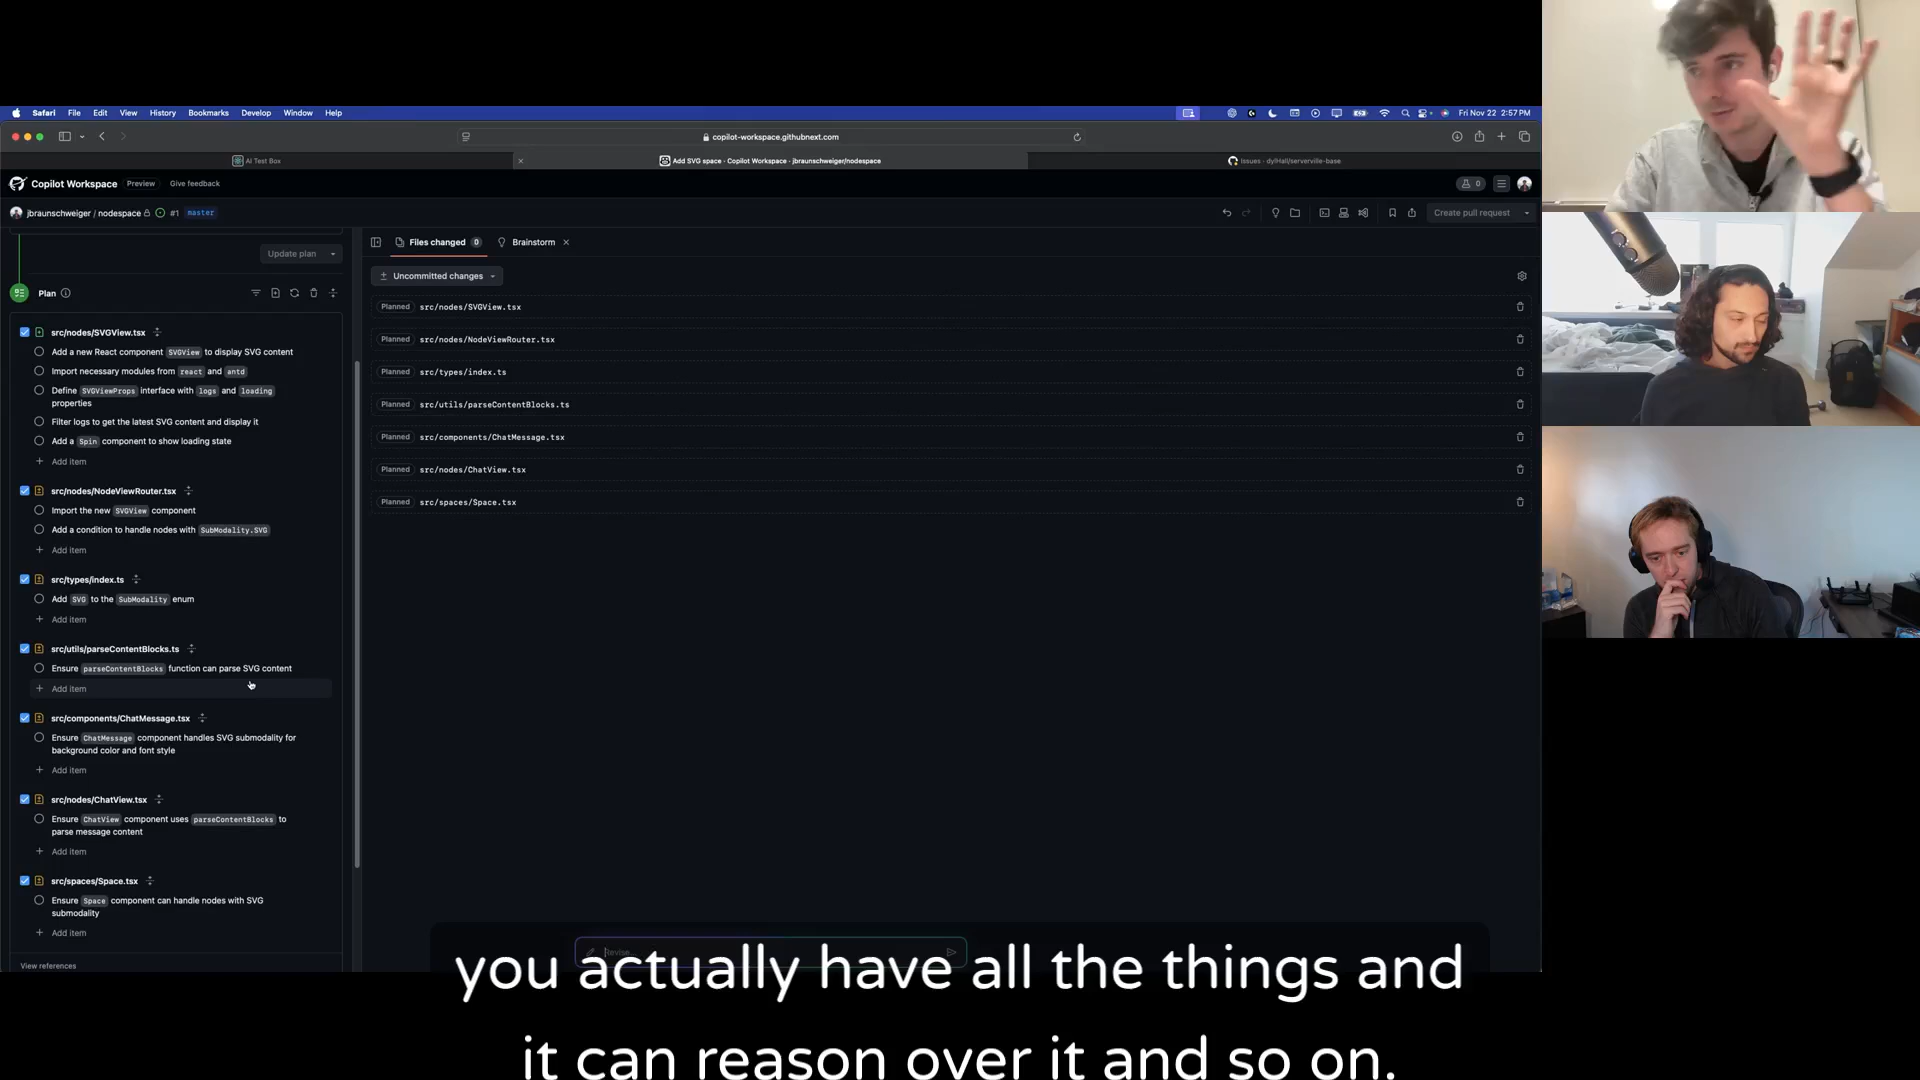 Safari File Edit View History Bookmarks Develop Window Help
Fri Nov 22 2:57 PM
copilot-workspace.githubnext.com
AI Test Box
Add SVG space · Copilot Workspace · jbraunschweiger/nodespace
Issues · dylHall/serverville-base
Copilot Workspace Preview Give feedback
0
jbraunschweiger / nodespace #1 master
Create pull request
Update plan
Files changed 0 Brainstorm
Plan
Uncommitted changes
src/nodes/SVGView.tsx
Add a new React component SVGView to display SVG content
Import necessary modules from react and antd
Define SVGViewProps interface with logs and loading
properties
Filter logs to get the latest SVG content and display it
Add a Spin component to show loading state
Add item
src/nodes/NodeViewRouter.tsx
Import the new SVGView component
Add a condition to handle nodes with SubModality.SVG
Add item
src/types/index.ts
Add SVG to the SubModality enum
Add item
src/utils/parseContentBlocks.ts
Ensure parseContentBlocks function can parse SVG content
Add item
src/components/ChatMessage.tsx
Ensure ChatMessage component handles SVG submodality for
background color and font style
Add item
src/nodes/ChatView.tsx
Ensure ChatView component uses parseContentBlocks to
parse message content
Add item
src/spaces/Space.tsx
Ensure Space component can handle nodes with SVG
submodality
Add item
View references
Planned src/nodes/SVGView.tsx
Planned src/nodes/NodeViewRouter.tsx
Planned src/types/index.ts
Planned src/utils/parseContentBlocks.ts
Planned src/components/ChatMessage.tsx
Planned src/nodes/ChatView.tsx
Planned src/spaces/Space.tsx
Revise
you actually have all the things and
it can reason over it and so on.